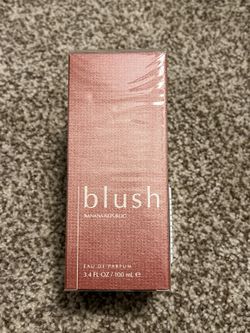 blush
BANANA REPUBLIC
EAU DE PARFUM
3.4 FL OZ / 100 mL e